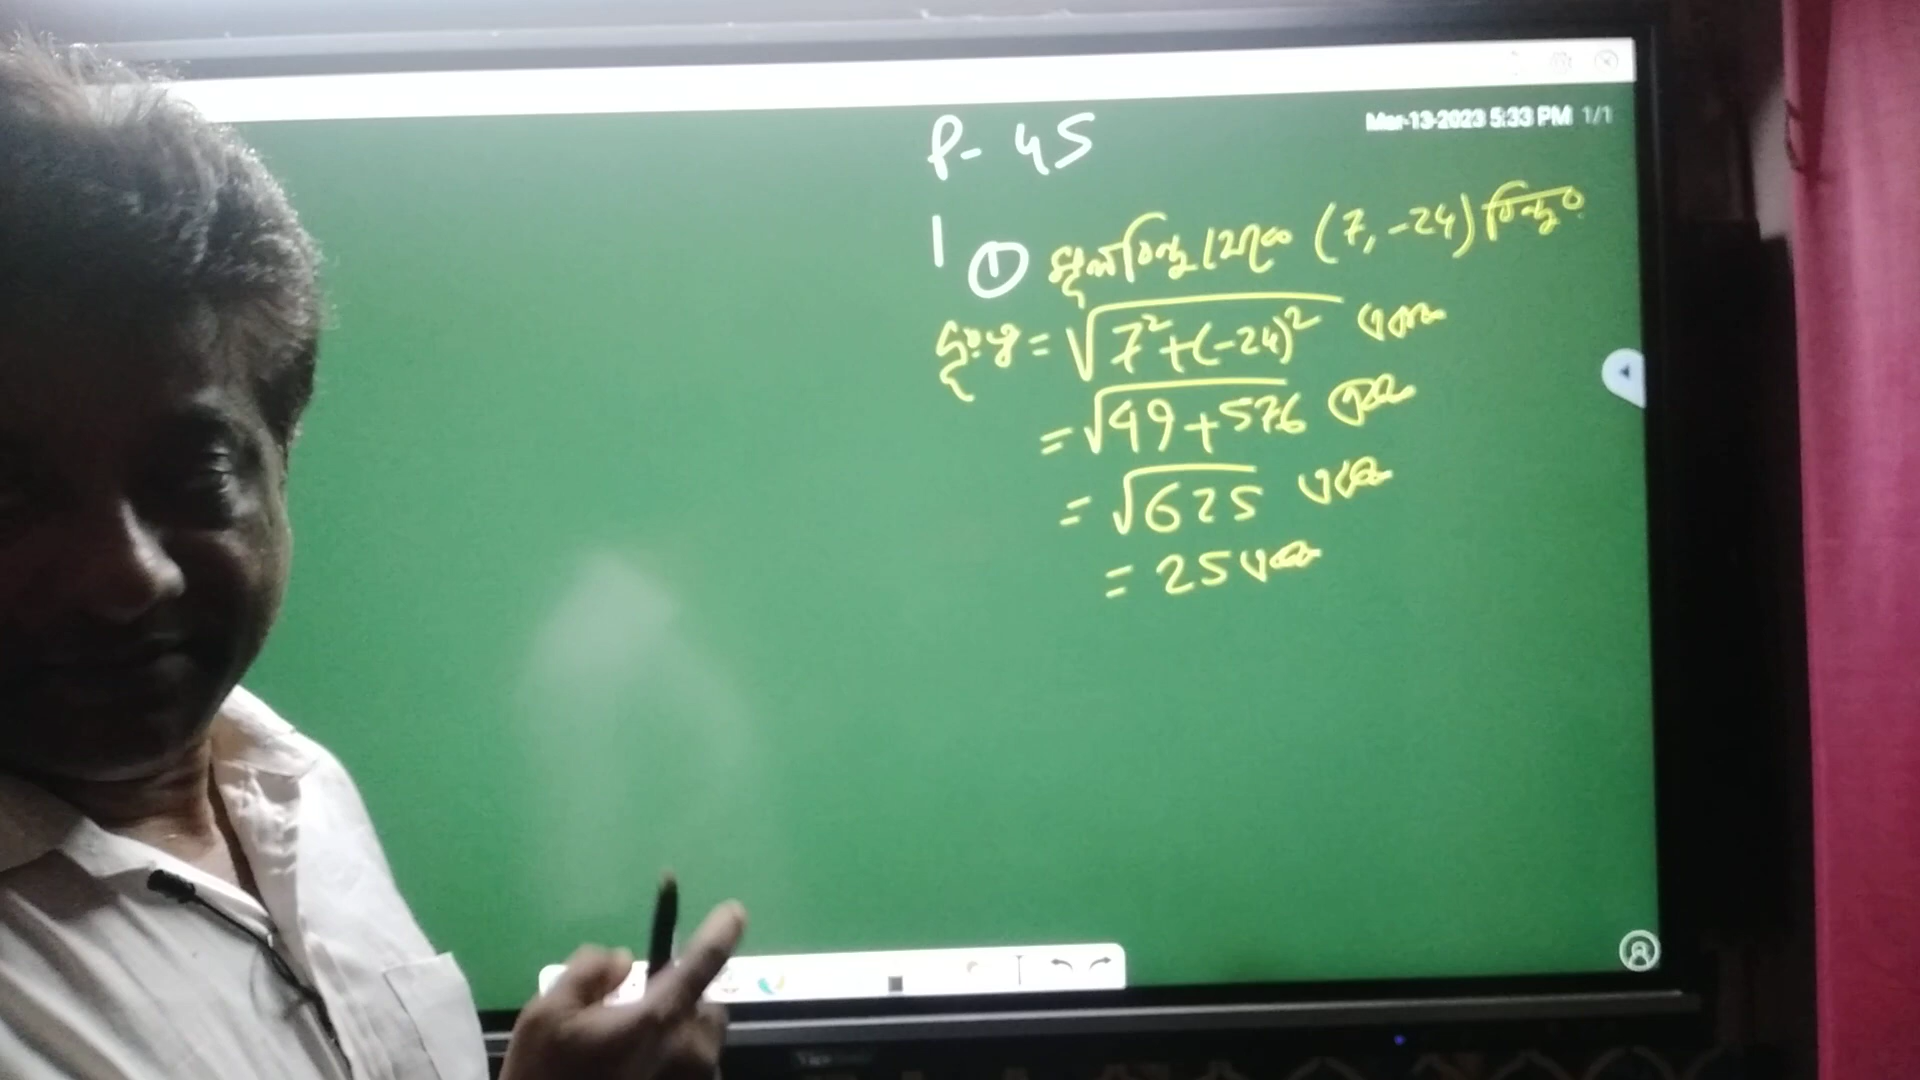 Mar-13-2023 5:33 PM 1/1
P- 45
1 ① মূলবিন্দু থেকে (7, -24) বিন্দুর
দূরত্ব = √7²+(-24)² একক
= √49+576 একক
= √625 একক
= 25 একক